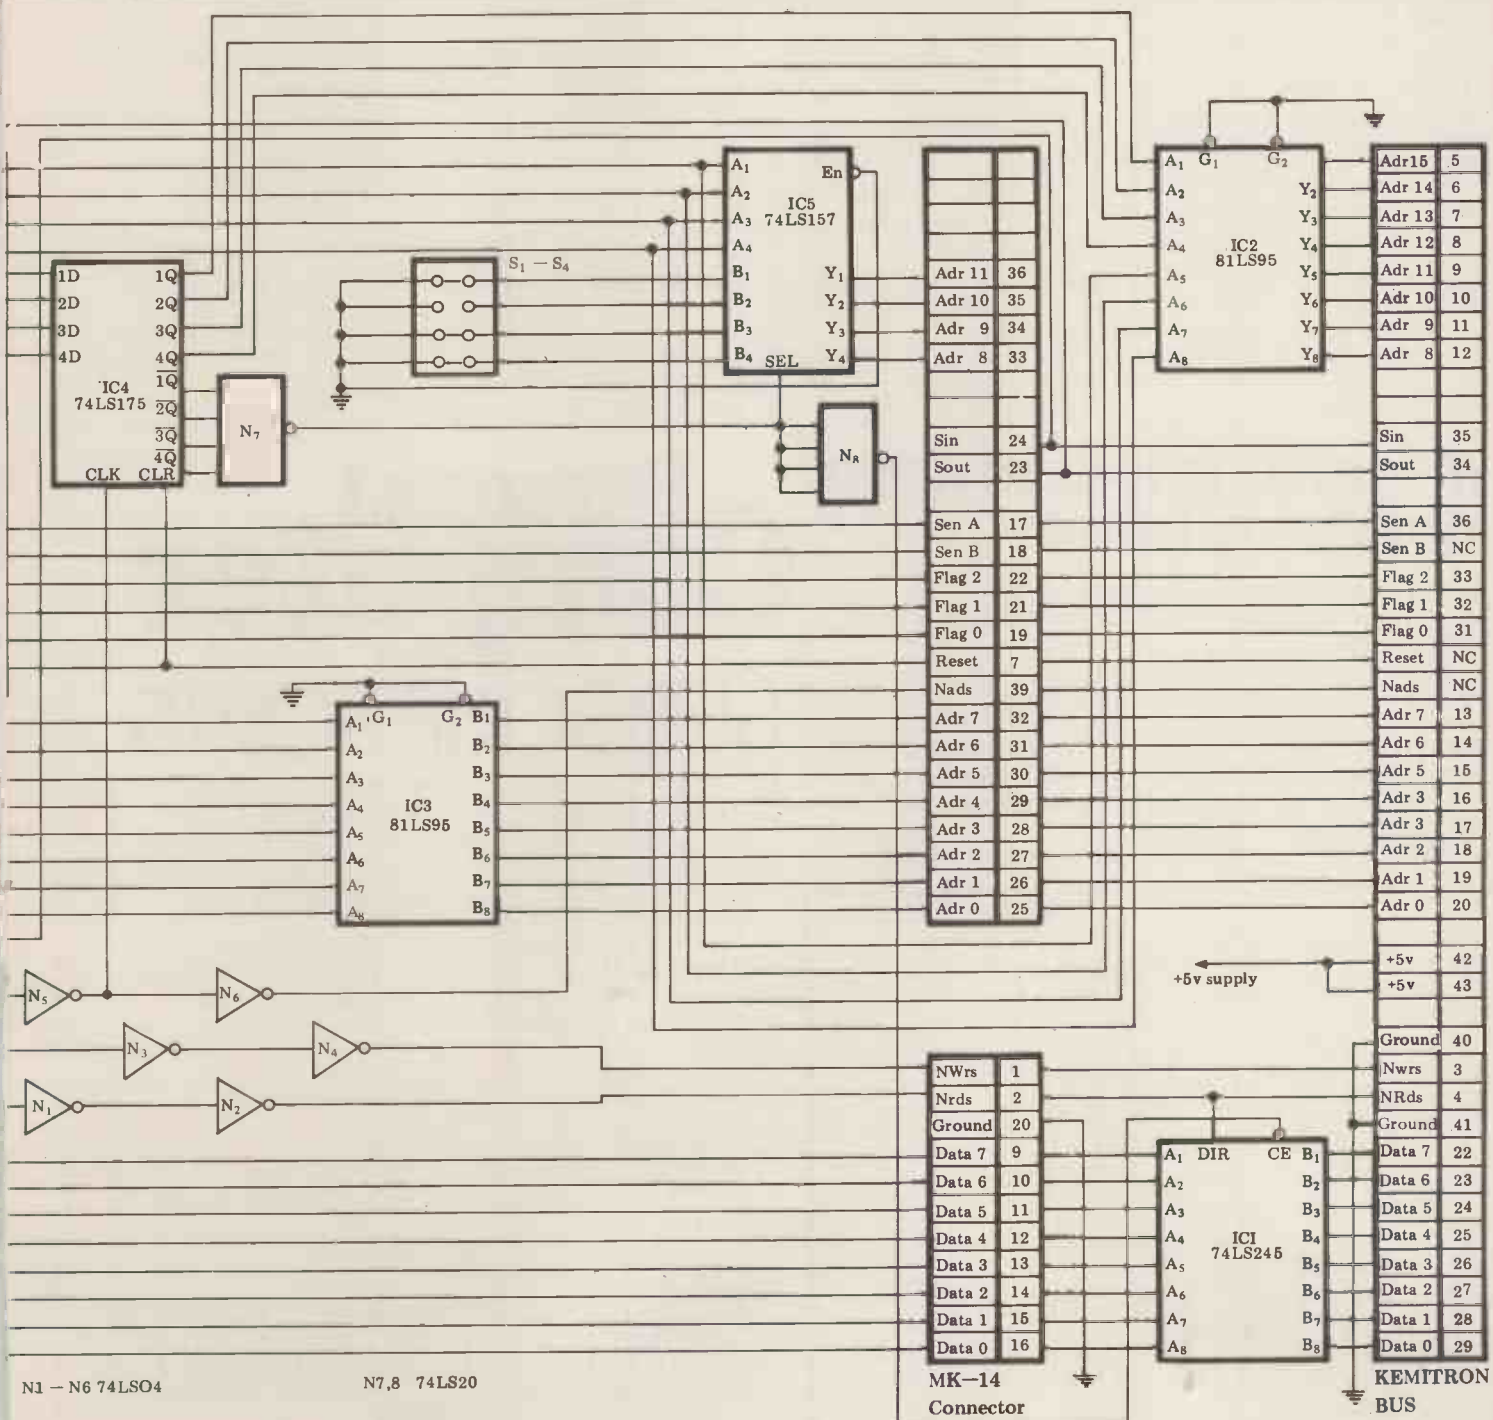 A₁ G₁ G₂
A₂ Y₂
A₃ Y₃
A₄ Y₄
A₅ Y₅
A₆ Y₆
A₇ Y₇
A₈ Y₈
IC2
81LS95
Adr15 5
Adr 14 6
Adr 13 7
Adr 12 8
Adr 11 9
Adr 10 10
Adr 9 11
Adr 8 12
Sin 35
Sout 34
Sen A 36
Sen B NC
Flag 2 33
Flag 1 32
Flag 0 31
Reset NC
Nads NC
Adr 7 13
Adr 6 14
Adr 5 15
Adr 3 16
Adr 3 17
Adr 2 18
Adr 1 19
Adr 0 20
+5v 42
+5v 43
Ground 40
Nwrs 3
NRds 4
Ground 41
Data 7 22
Data 6 23
Data 5 24
Data 4 25
Data 3 26
Data 2 27
Data 1 28
Data 0 29
KEMITRON
BUS
A₁ En
A₂
A₃
A₄
B₁ Y₁
B₂ Y₂
B₃ Y₃
B₄ Y₄
SEL
IC5
74LS157
S₁ – S₄
Adr 11 36
Adr 10 35
Adr 9 34
Adr 8 33
Sin 24
Sout 23
Sen A 17
Sen B 18
Flag 2 22
Flag 1 21
Flag 0 19
Reset 7
Nads 39
Adr 7 32
Adr 6 31
Adr 5 30
Adr 4 29
Adr 3 28
Adr 2 27
Adr 1 26
Adr 0 25
1D 1Q
2D 2Q
3D 3Q
4D 4Q
1Q
2Q
3Q
4Q
IC4
74LS175
CLK CLR
N₇
N₈
A₁ G₁ G₂ B₁
A₂ B₂
A₃ B₃
A₄ B₄
A₅ B₅
A₆ B₆
A₇ B₇
A₈ B₈
IC3
81LS95
+5v supply
N₅
N₆
N₃
N₄
N₁
N₂
NWrs 1
Nrds 2
Ground 20
Data 7 9
Data 6 10
Data 5 11
Data 4 12
Data 3 13
Data 2 14
Data 1 15
Data 0 16
MK–14
Connector
A₁ DIR CE B₁
A₂ B₂
A₃ B₃
A₄ B₄
A₅ B₅
A₆ B₆
A₇ B₇
A₈ B₈
ICI
74LS245
N1 – N6 74LSO4
N7,8 74LS20